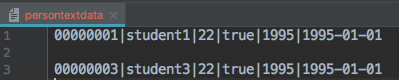 persontextdata ×
1 00000001|student1|22|true|1995|1995-01-01
2
3 00000003|student3|22|true|1995|1995-01-01